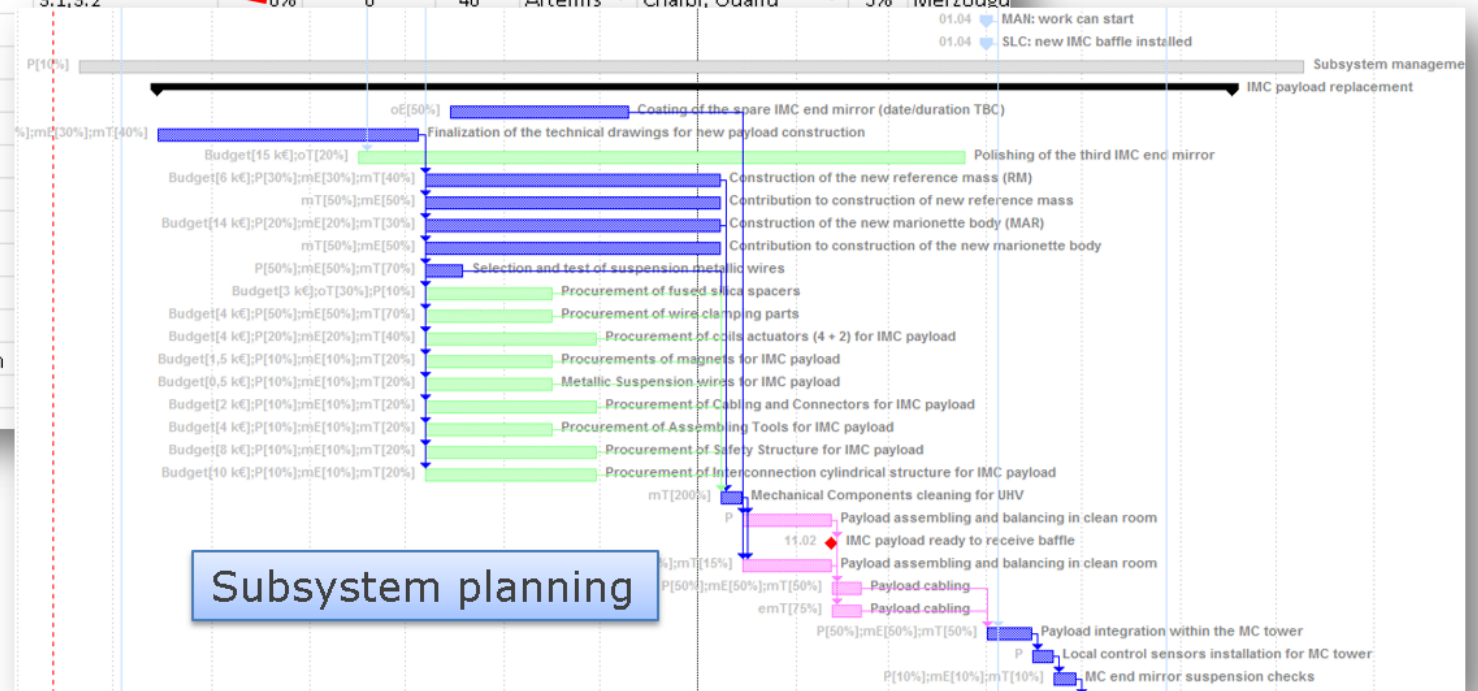 3.1,3.2 0% 0 40 Artemis Chaibi, Oualid 5% Merzougu
01.04 MAN: work can start
01.04 SLC: new IMC baffle installed
P[10%] Subsystem manageme
IMC payload replacement
oE[50%] Coating of the spare IMC end mirror (date/duration TBC)
%];mE[30%];mT[40%] Finalization of the technical drawings for new payload construction
Budget[15 k€];oT[20%] Polishing of the third IMC end mirror
Budget[6 k€];P[30%];mE[30%];mT[40%] Construction of the new reference mass (RM)
mT[50%];mE[50%] Contribution to construction of new reference mass
Budget[14 k€];P[20%];mE[20%];mT[30%] Construction of the new marionette body (MAR)
mT[50%];mE[50%] Contribution to construction of the new marionette body
P[50%];mE[50%];mT[70%] Selection and test of suspension metallic wires
Budget[3 k€];oT[30%];P[10%] Procurement of fused silica spacers
Budget[4 k€];P[50%];mE[50%];mT[70%] Procurement of wire clamping parts
Budget[4 k€];P[20%];mE[20%];mT[40%] Procurement of coils actuators (4 + 2) for IMC payload
Budget[1,5 k€];P[10%];mE[10%];mT[20%] Procurements of magnets for IMC payload
Budget[0,5 k€];P[10%];mE[10%];mT[20%] Metallic Suspension wires for IMC payload
Budget[2 k€];P[10%];mE[10%];mT[20%] Procurement of Cabling and Connectors for IMC payload
Budget[4 k€];P[10%];mE[10%];mT[20%] Procurement of Assembling Tools for IMC payload
Budget[8 k€];P[10%];mE[10%];mT[20%] Procurement of Safety Structure for IMC payload
Budget[10 k€];P[10%];mE[10%];mT[20%] Procurement of Interconnection cylindrical structure for IMC payload
mT[200%] Mechanical Components cleaning for UHV
P Payload assembling and balancing in clean room
11.02 IMC payload ready to receive baffle
%];mT[15%] Payload assembling and balancing in clean room
Subsystem planning
P[50%];mE[50%];mT[50%] Payload cabling
emT[75%] Payload cabling
P[50%];mE[50%];mT[50%] Payload integration within the MC tower
P Local control sensors installation for MC tower
P[10%];mE[10%];mT[10%] MC end mirror suspension checks